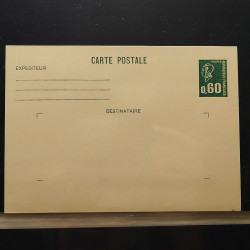 CARTE POSTALE
EXPEDITEUR
0,60
DESTINATAIRE